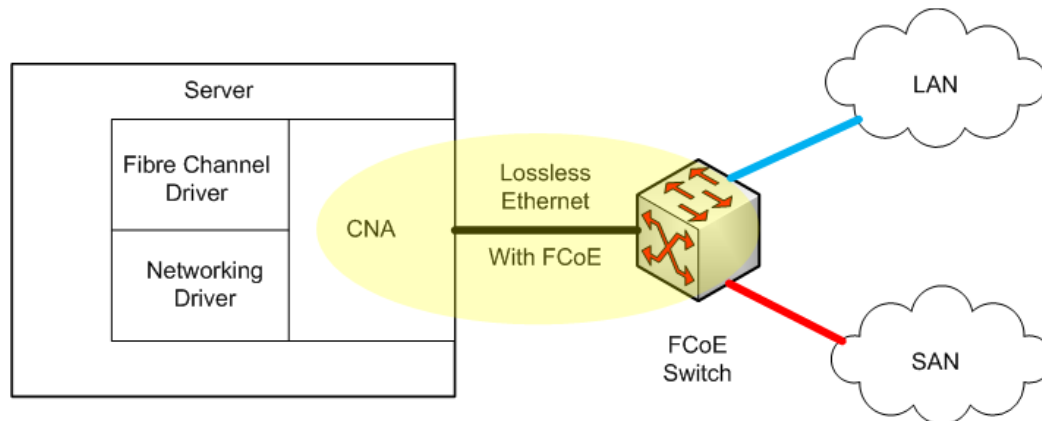 Server
Fibre Channel
Driver
Networking
Driver
CNA
Lossless
Ethernet
With FCoE
FCoE
Switch
LAN
SAN